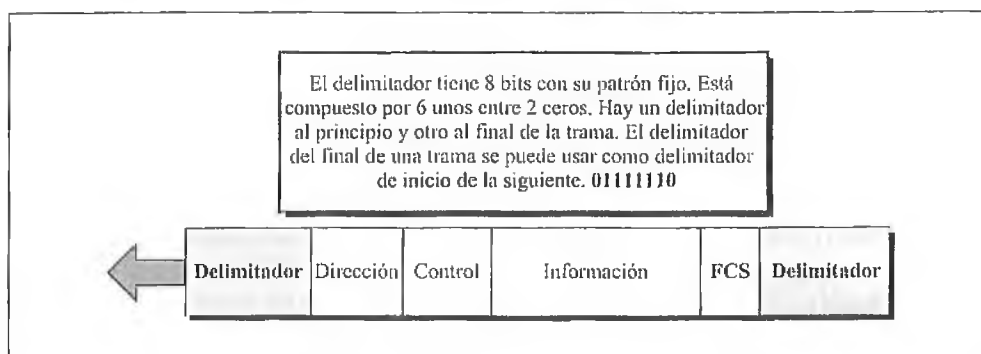 El delimitador tiene 8 bits con su patrón fijo. Está
compuesto por 6 unos entre 2 ceros. Hay un delimitador
al principio y otro al final de la trama. El delimitador
del final de una trama se puede usar como delimitador
de inicio de la siguiente. 01111110
Delimitador Dirección Control Información FCS Delimitador